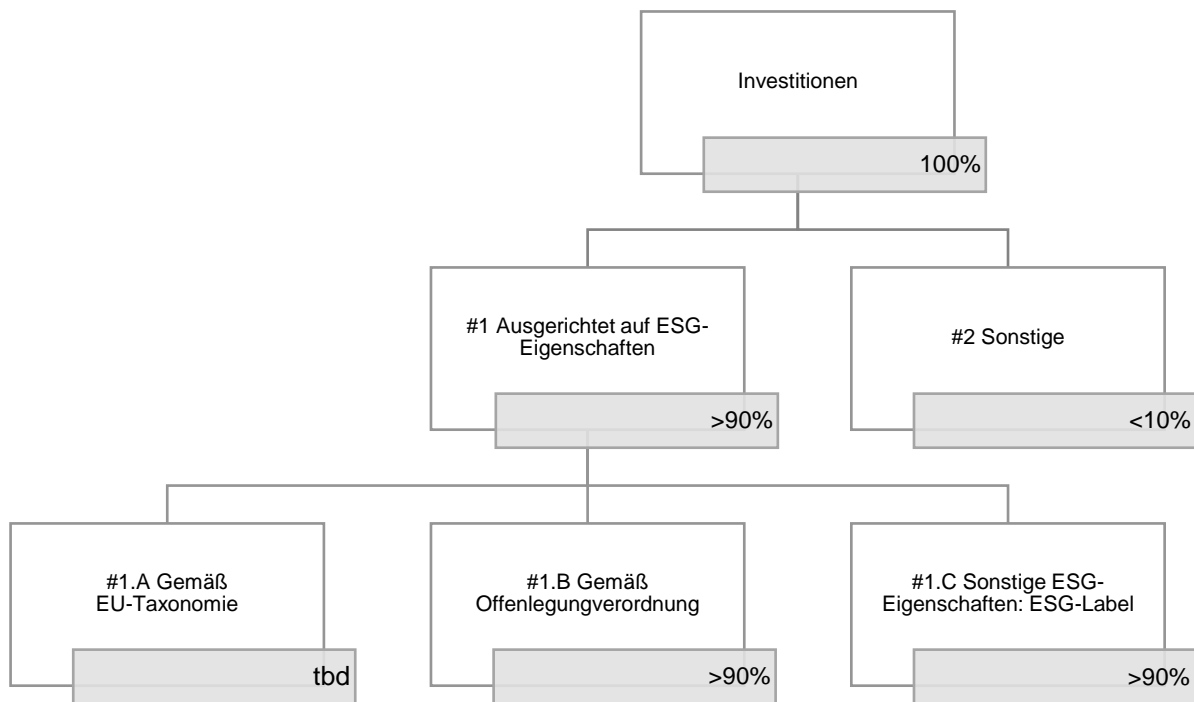 Investitionen
100%
#1 Ausgerichtet auf ESG-
Eigenschaften
>90%
#2 Sonstige
<10%
#1.A Gemäß
EU-Taxonomie
tbd
#1.B Gemäß
Offenlegungverordnung
>90%
#1.C Sonstige ESG-
Eigenschaften: ESG-Label
>90%